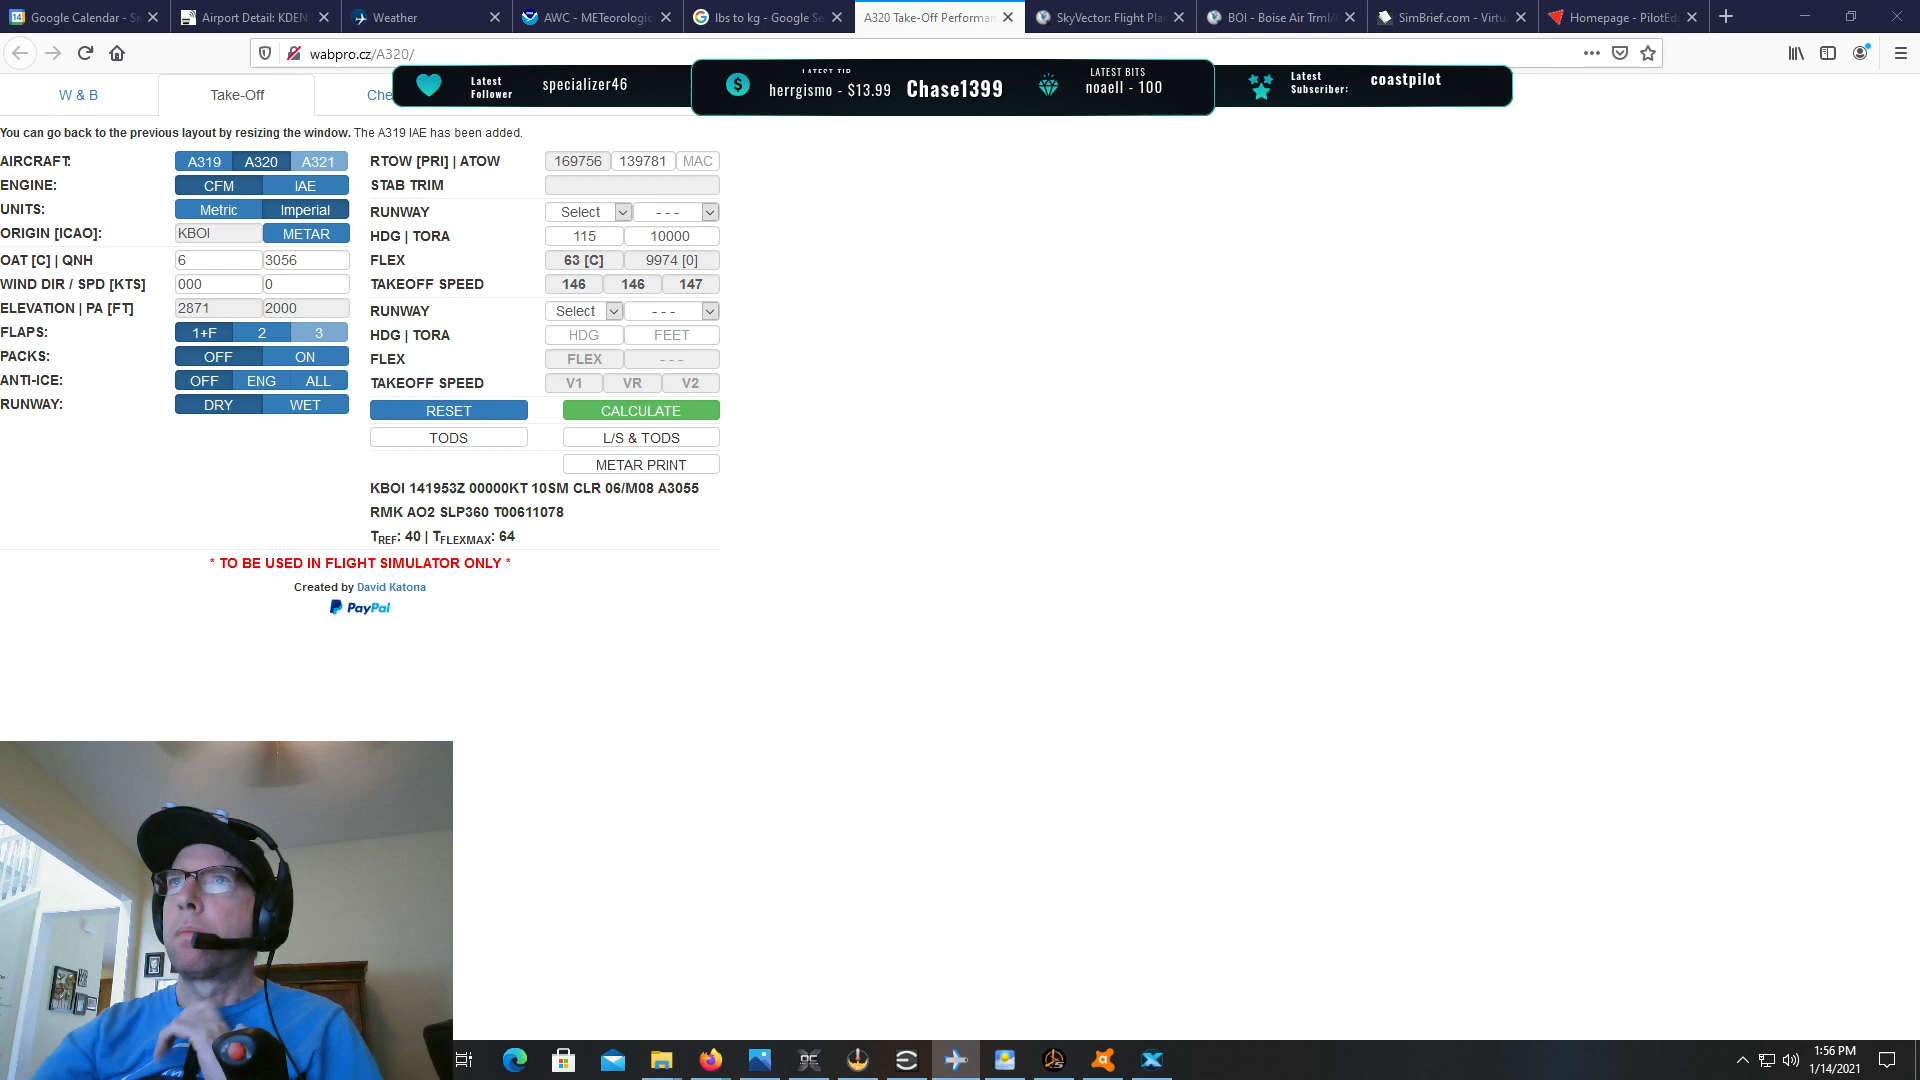 Google Calendar - Se
Airport Detail: KDEN
Weather
AWC - METeorologic
lbs to kg - Google Se
A320 Take-Off Performan
SkyVector: Flight Pla
BOI - Boise Air Trml/
SimBrief.com - Virtu
Homepage - PilotEd
wabpro.cz/A320/
Latest Follower
specializer46
LATEST TIP
herrgismo - $13.99
Chase1399
LATEST BITS
noaell - 100
Latest Subscriber:
coastpilot
W & B
Take-Off
Che
You can go back to the previous layout by resizing the window. The A319 IAE has been added.
AIRCRAFT: A319 A320 A321
ENGINE: CFM IAE
UNITS: Metric Imperial
ORIGIN [ICAO]: KBOI METAR
OAT [C] | QNH 6 3056
WIND DIR / SPD [KTS] 000 0
ELEVATION | PA [FT] 2871 2000
FLAPS: 1+F 2 3
PACKS: OFF ON
ANTI-ICE: OFF ENG ALL
RUNWAY: DRY WET
RTOW [PRI] | ATOW 169756 139781 MAC
STAB TRIM
RUNWAY Select - - -
HDG | TORA 115 10000
FLEX 63 [C] 9974 [0]
TAKEOFF SPEED 146 146 147
RUNWAY Select - - -
HDG | TORA HDG FEET
FLEX FLEX - - -
TAKEOFF SPEED V1 VR V2
RESET CALCULATE
TODS L/S & TODS
METAR PRINT
KBOI 141953Z 00000KT 10SM CLR 06/M08 A3055
RMK AO2 SLP360 T00611078
TREF: 40 | TFLEXMAX: 64
* TO BE USED IN FLIGHT SIMULATOR ONLY *
Created by David Katona
PayPal
1:56 PM
1/14/2021